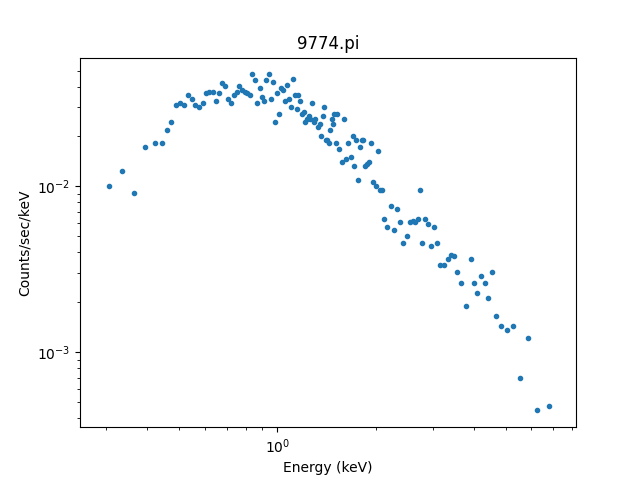 9774.pi
Counts/sec/keV
10⁻²
10⁻³
10⁰
Energy (keV)